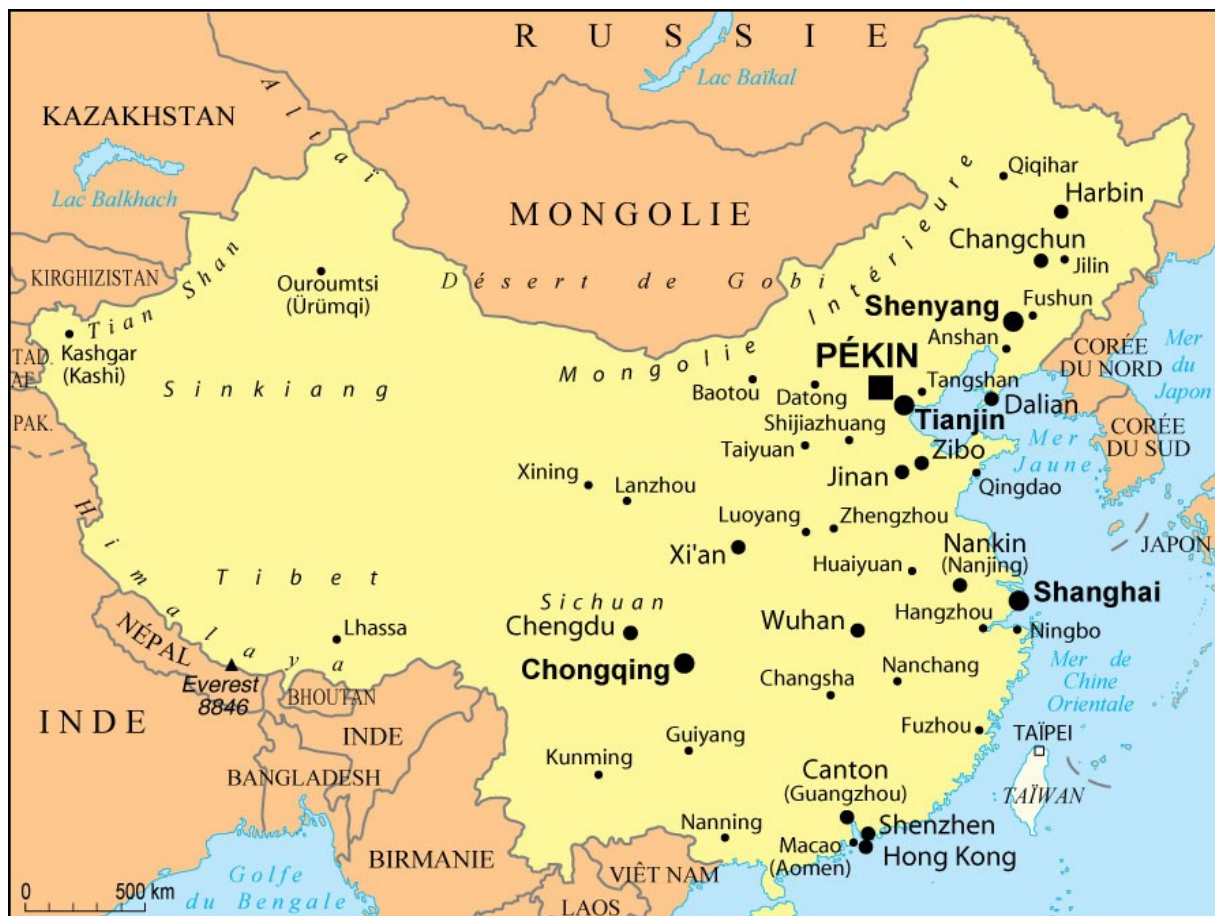 RUSSIE
Lac Baïkal
Altaï
KAZAKHSTAN
Lac Balkhach
MONGOLIE
Qiqihar
Harbin
Changchun
Jilin
KIRGHIZISTAN
Tian Shan
Ouroumtsi
(Ürümqi)
Désert de Gobi
Mongolie Intérieure
Shenyang
Fushun
Anshan
Kashgar
(Kashi)
TAD.
AF.
PAK.
Sinkiang
PÉKIN
Baotou
Datong
Tangshan
Tianjin
Dalian
CORÉE
DU NORD
Mer
du
Japon
Shijiazhuang
Taiyuan
Zibo
Jinan
Mer
Jaune
CORÉE
DU SUD
Qingdao
Xining
Lanzhou
Luoyang
Zhengzhou
JAPON
Xi'an
Huaiyuan
Nankin
(Nanjing)
Himalaya
Tibet
Sichuan
Shanghai
Hangzhou
Ningbo
NÉPAL
Lhassa
Chengdu
Wuhan
Chongqing
Everest
8846
BHOUTAN
Changsha
Nanchang
Mer de
Chine
Orientale
INDE
INDE
Guiyang
Fuzhou
TAÏPEI
BANGLADESH
Kunming
Canton
(Guangzhou)
TAÏWAN
Nanning
Shenzhen
Macao
(Aomen)
Hong Kong
BIRMANIE
VIÊT NAM
LAOS
Golfe
du Bengale
0 500 km